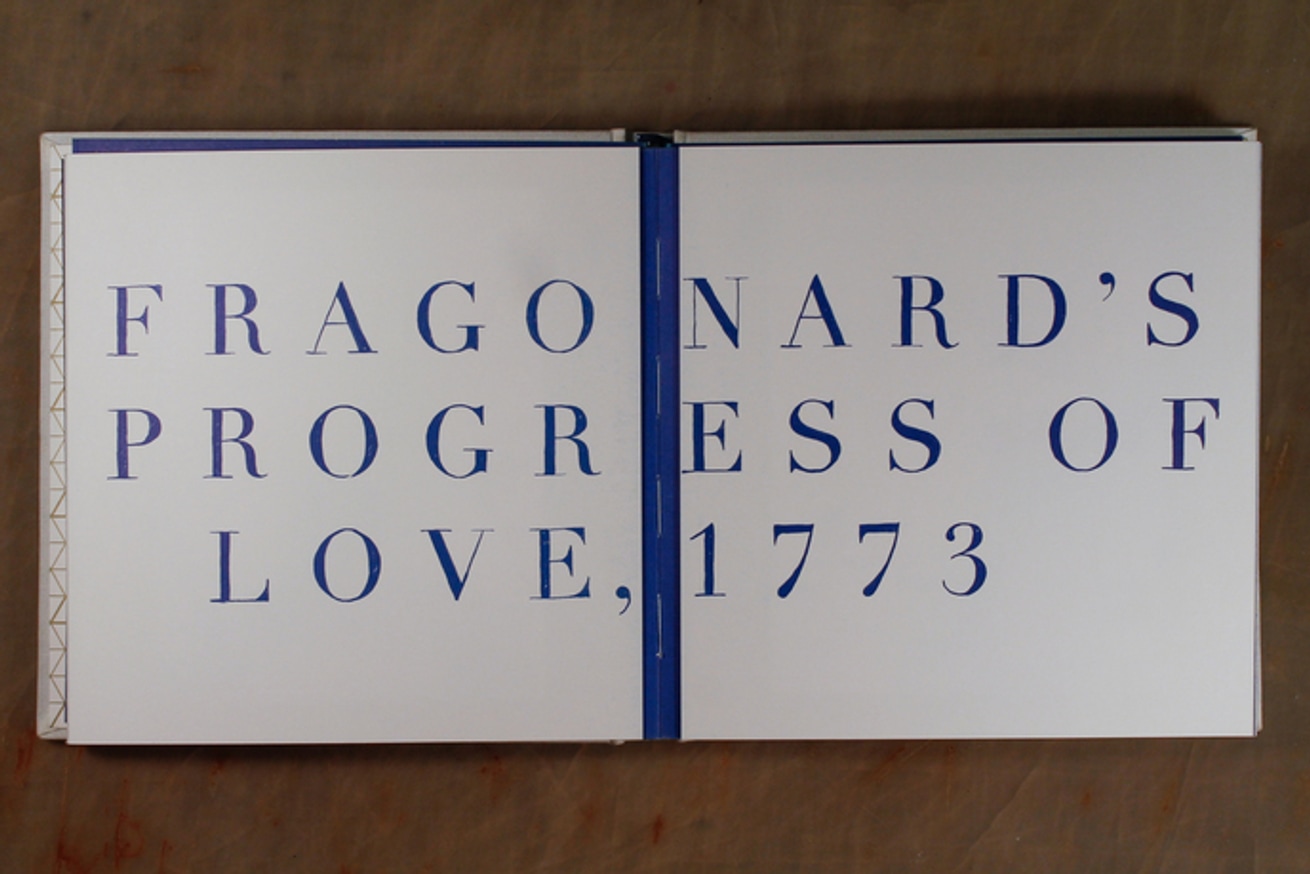 FRAGONARD’S
PROGRESS OF
LOVE, 1773